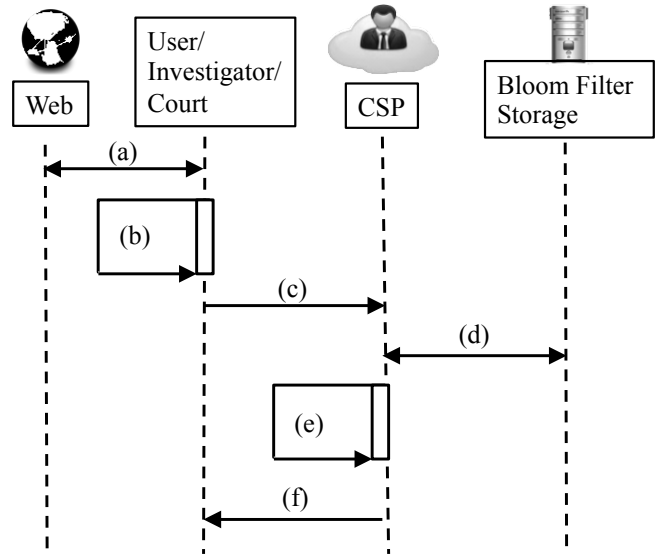 Web
User/
Investigator/
Court
CSP
Bloom Filter
Storage
(a)
(b)
(c)
(d)
(e)
(f)